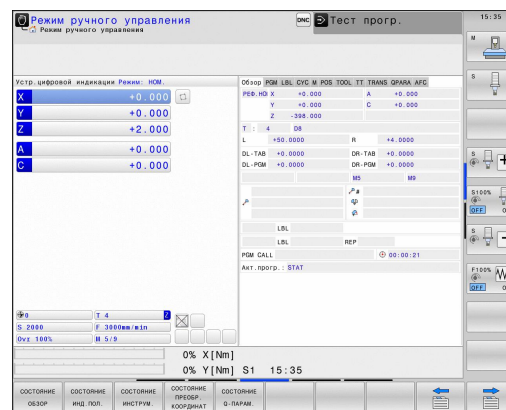 Режим ручного управления
Режим ручного управления
DNC
Тест прогр.
15:35
Устр.цифровой индикации Режим: НОМ.
X +0.000
Y +0.000
Z +2.000
A +0.000
C +0.000
0
T 4
Z
S 2000
F 3000mm/min
Ovr 100%
M 5/9
Обзор PGM LBL CYC M POS TOOL TT TRANS QPARA AFC
X +0.000 A +0.000
Y +0.000 C +0.000
Z -398.000
T : 4 D8
L +50.0000 R +4.0000
DL-TAB +0.0000 DR-TAB +0.0000
DL-PGM +0.0000 DR-PGM +0.0000
M5 M9
LBL
LBL REP
PGM CALL 00:00:21
Акт.прогр.: STAT
0% X[Nm]
0% Y[Nm] S1 15:35
M
S
S
S100%
OFF
S
F100%
OFF
СОСТОЯНИЕ ОБЗОР
СОСТОЯНИЕ ИНД.ПОЛ.
СОСТОЯНИЕ ИНСТРУМ.
СОСТОЯНИЕ ПРЕОБР. КООРДИНАТ
СОСТОЯНИЕ Q-ПАРАМ.